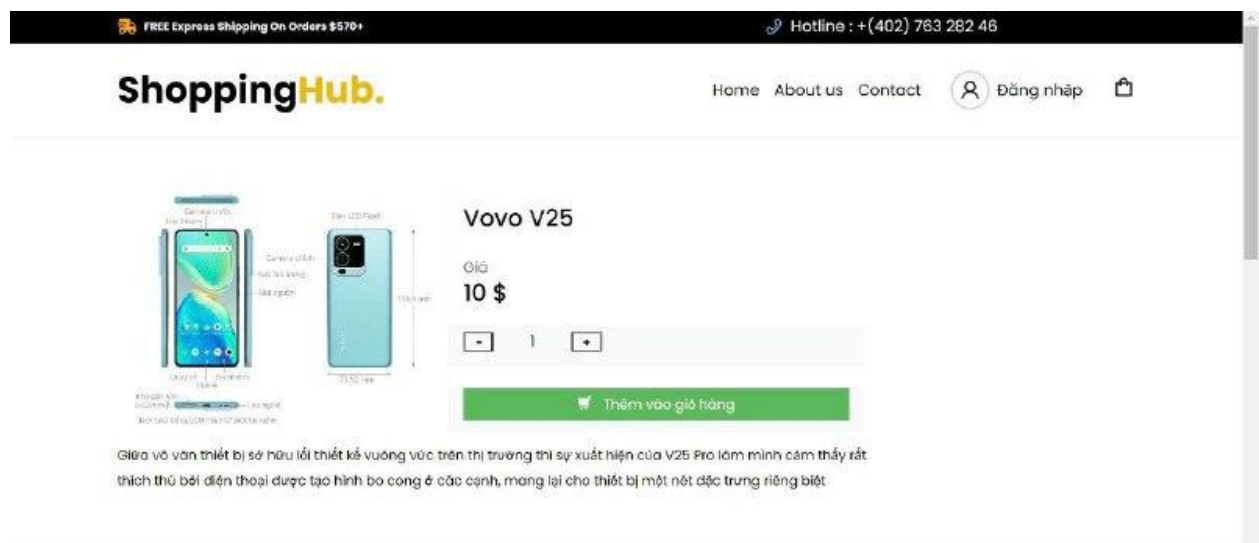 FREE Express Shipping On Orders $570+
Hotline : +(402) 763 282 46
ShoppingHub.
Home About us Contact Đăng nhập
Vovo V25
Giá
10 $
- 1 +
Thêm vào giỏ hàng
Giữa vô vàn thiết bị sở hữu lối thiết kế vuông vức trên thị trường thì sự xuất hiện của V25 Pro làm mình cảm thấy rất
thích thú bởi điện thoại được tạo hình bo cong ở các cạnh, mang lại cho thiết bị một nét đặc trưng riêng biệt